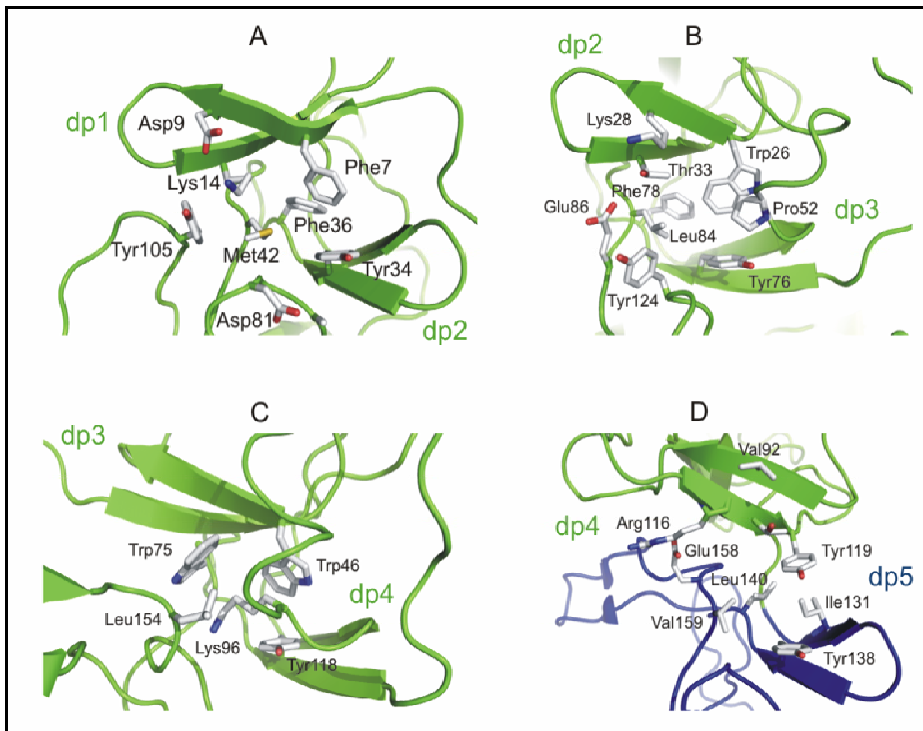 A
dp1
Asp9
Lys14
Phe7
Phe36
Tyr105
Met42
Tyr34
Asp81
dp2
B
dp2
Lys28
Trp26
Thr33
Phe78
Glu86
Pro52
dp3
Leu84
Tyr76
Tyr124
C
dp3
Trp75
Trp46
dp4
Leu154
Lys96
Tyr118
D
Val92
dp4
Arg116
Glu158
Tyr119
Leu140
dp5
Ile131
Val159
Tyr138